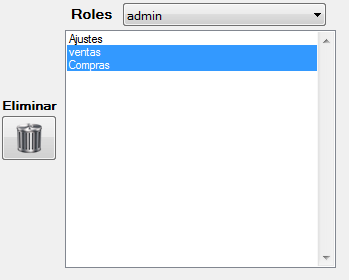 Roles admin
Ajustes
ventas
Compras
Eliminar